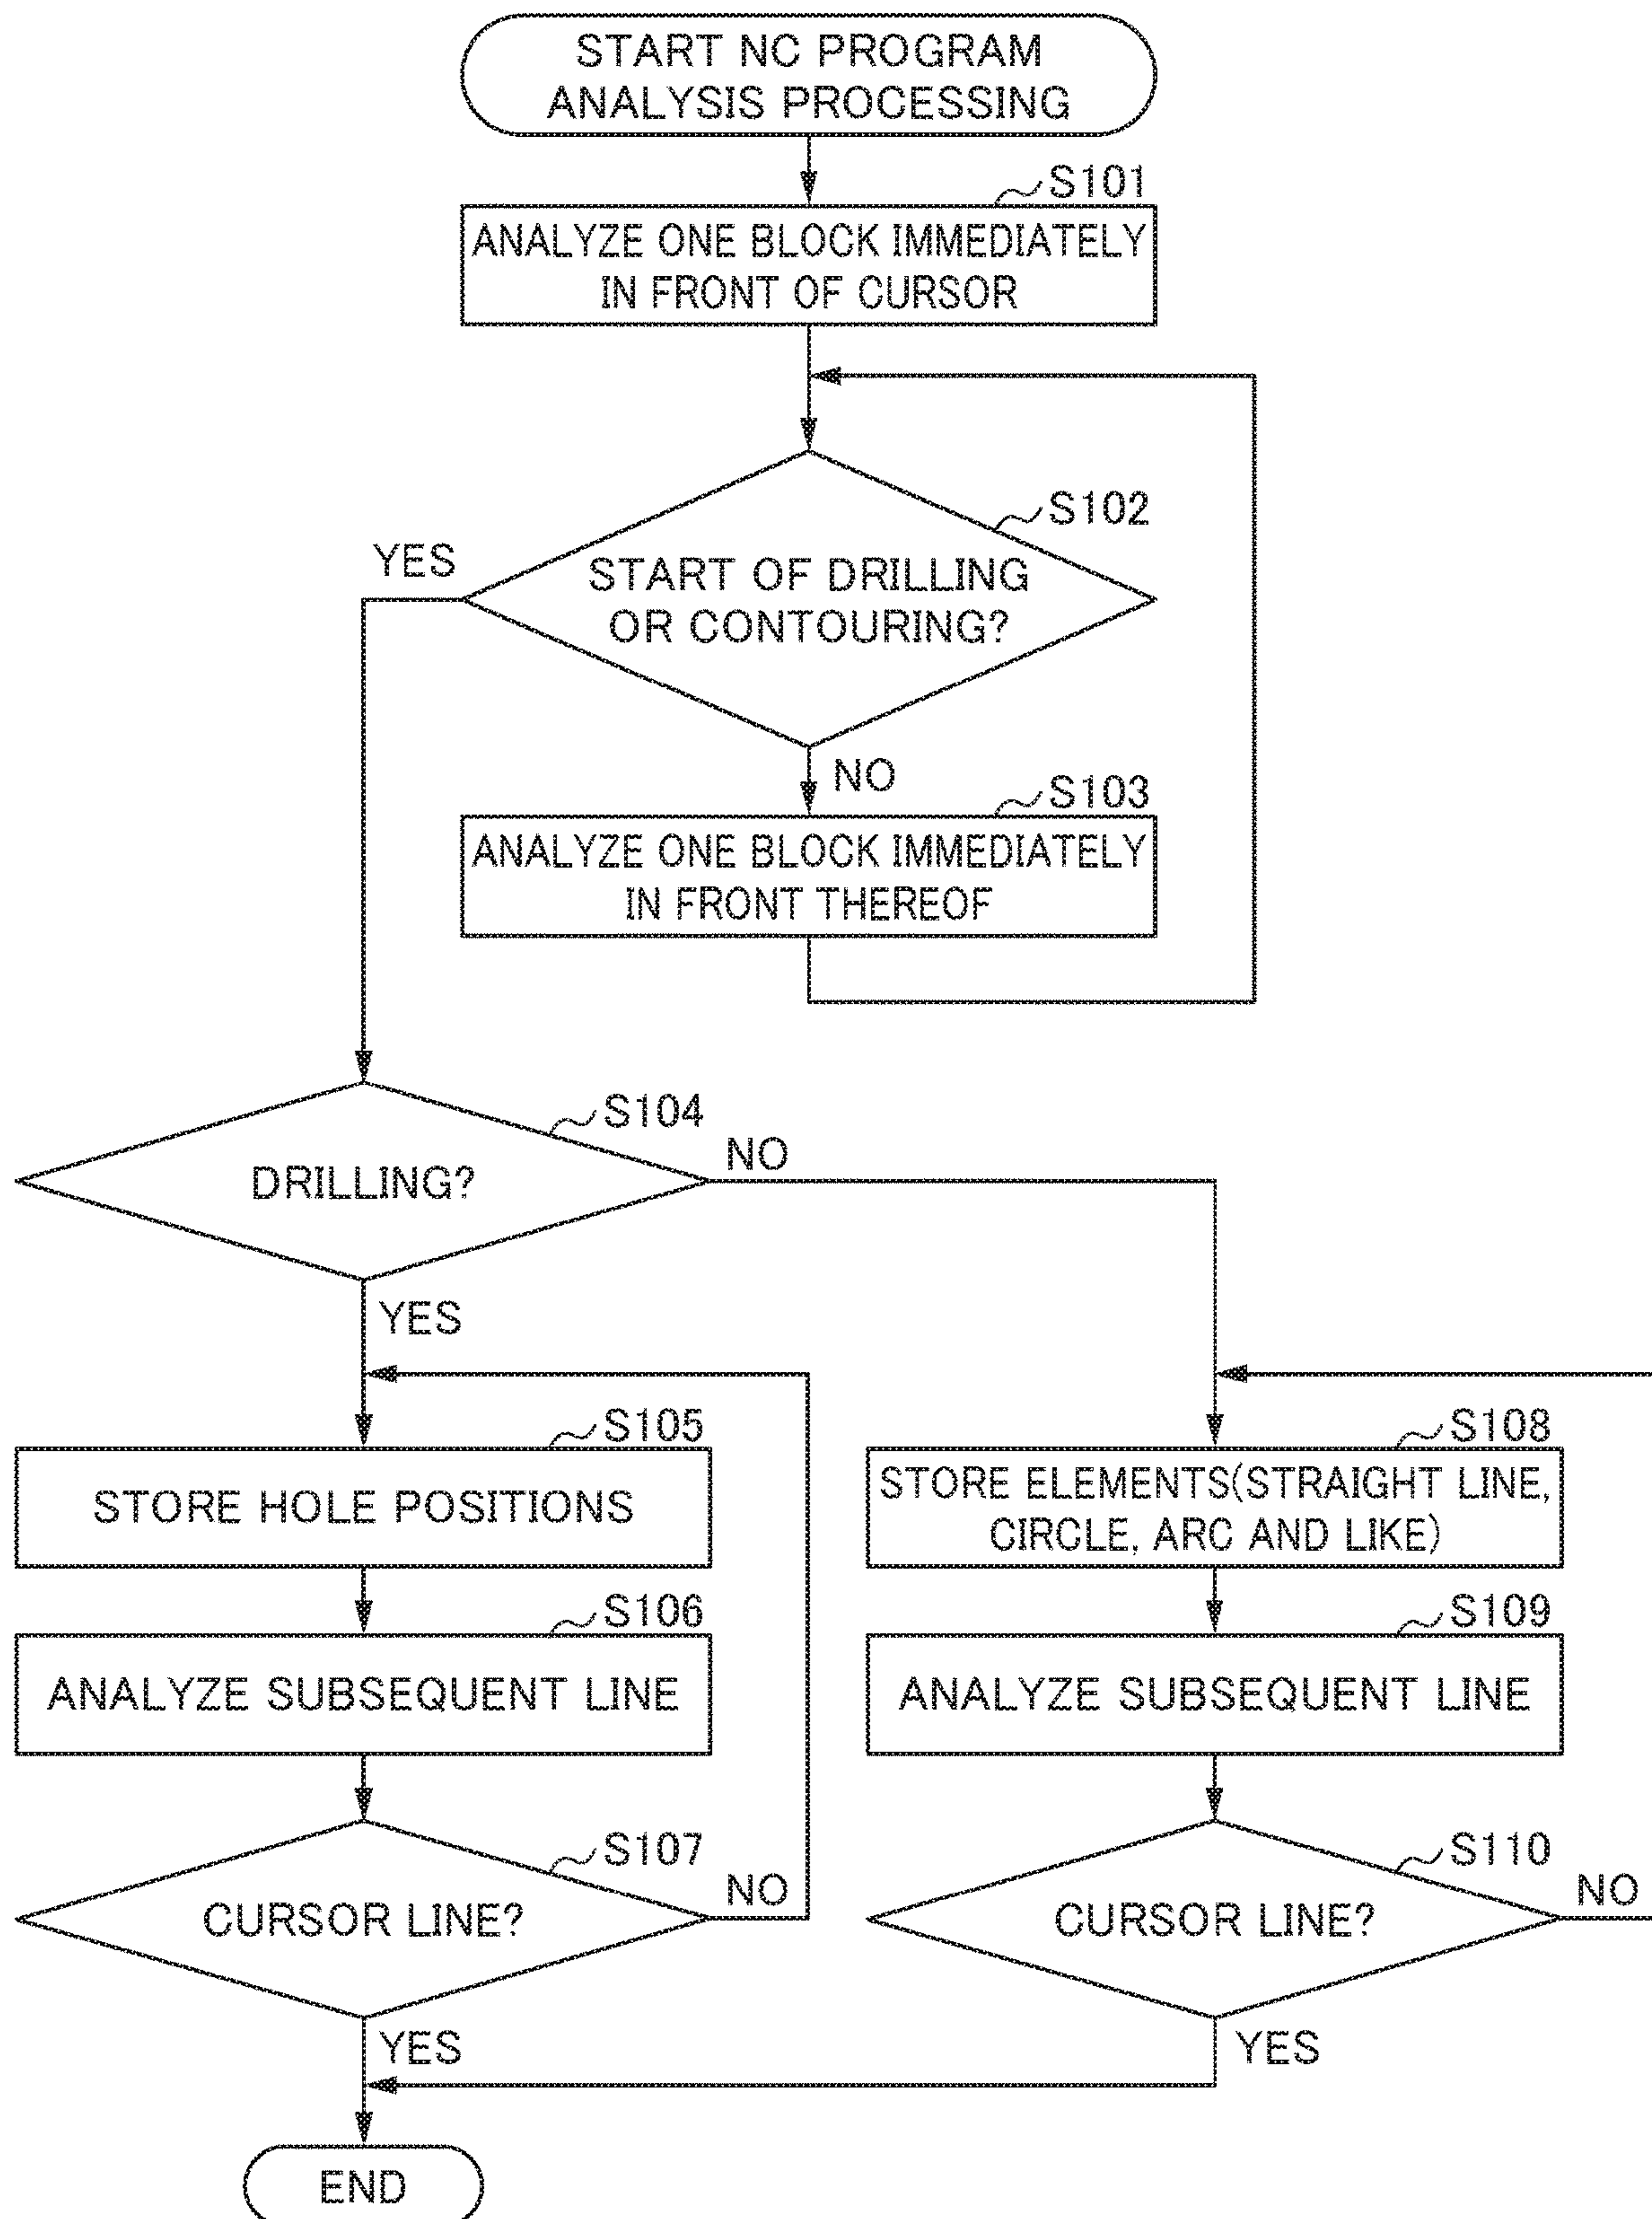 START NC PROGRAM
ANALYSIS PROCESSING
S101
ANALYZE ONE BLOCK IMMEDIATELY
IN FRONT OF CURSOR
S102
YES
START OF DRILLING
OR CONTOURING?
NO
S103
ANALYZE ONE BLOCK IMMEDIATELY
IN FRONT THEREOF
S104
NO
DRILLING?
YES
S105
STORE HOLE POSITIONS
S106
ANALYZE SUBSEQUENT LINE
S107
NO
CURSOR LINE?
YES
S108
STORE ELEMENTS(STRAIGHT LINE,
CIRCLE, ARC AND LIKE)
S109
ANALYZE SUBSEQUENT LINE
S110
NO
CURSOR LINE?
YES
END